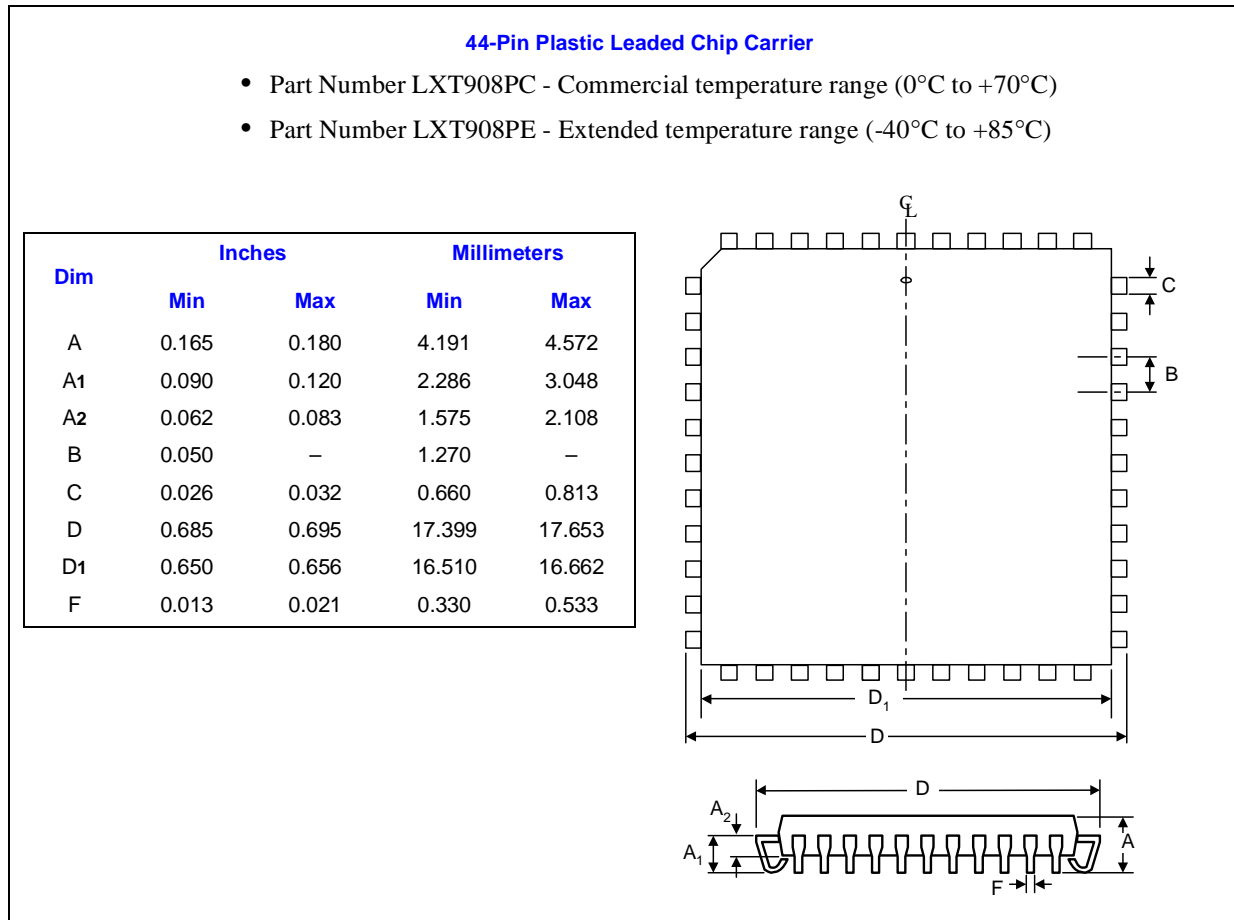 44-Pin Plastic Leaded Chip Carrier
• Part Number LXT908PC - Commercial temperature range (0°C to +70°C)
• Part Number LXT908PE - Extended temperature range (-40°C to +85°C)
Dim Inches Millimeters
Min Max Min Max
A 0.165 0.180 4.191 4.572
A1 0.090 0.120 2.286 3.048
A2 0.062 0.083 1.575 2.108
B 0.050 – 1.270 –
C 0.026 0.032 0.660 0.813
D 0.685 0.695 17.399 17.653
D1 0.650 0.656 16.510 16.662
F 0.013 0.021 0.330 0.533
CL
C
B
D1
D
D
A2
A1
A
F